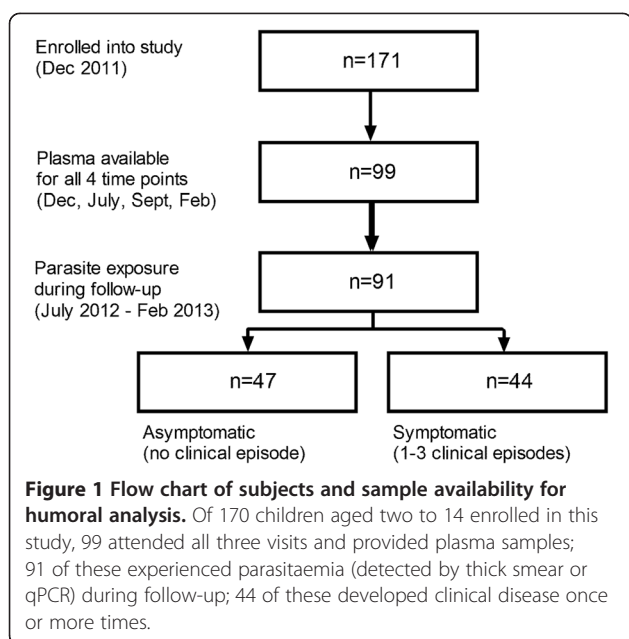 Enrolled into study
(Dec 2011)
n=171
Plasma available
for all 4 time points
(Dec, July, Sept, Feb)
n=99
Parasite exposure
during follow-up
(July 2012 - Feb 2013)
n=91
n=47
n=44
Asymptomatic
(no clinical episode)
Symptomatic
(1-3 clinical episodes)
Figure 1 Flow chart of subjects and sample availability for
humoral analysis. Of 170 children aged two to 14 enrolled in this
study, 99 attended all three visits and provided plasma samples;
91 of these experienced parasitaemia (detected by thick smear or
qPCR) during follow-up; 44 of these developed clinical disease once
or more times.